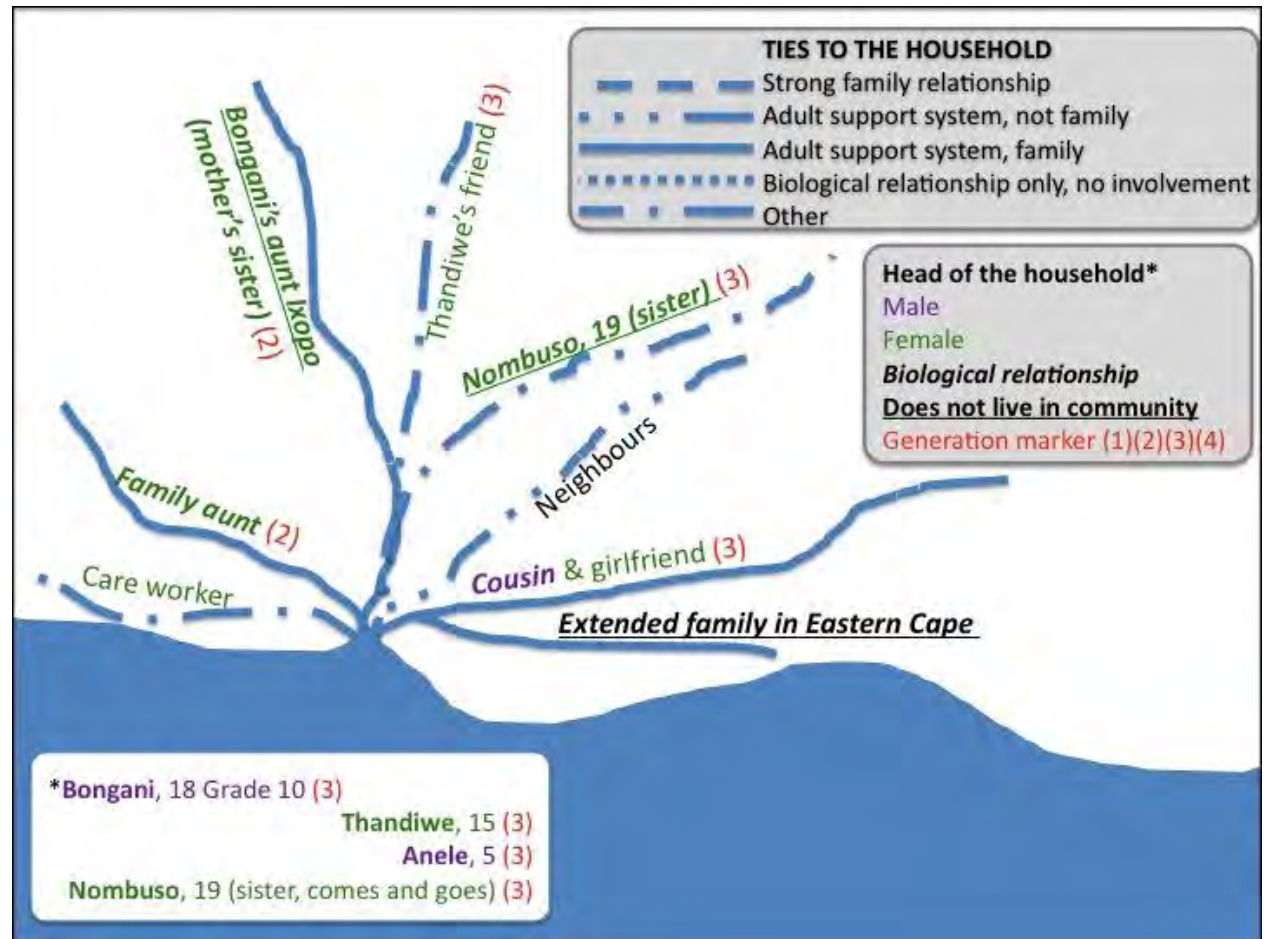 TIES TO THE HOUSEHOLD
Strong family relationship
Adult support system, not family
Adult support system, family
Biological relationship only, no involvement
Other
Head of the household*
Male
Female
Biological relationship
Does not live in community
Generation marker (1)(2)(3)(4)
Bongani's aunt Ixopo
(mother's sister) (2)
Thandiwe's friend (3)
Nombuso, 19 (sister) (3)
Neighbours
Family aunt (2)
Care worker
Cousin & girlfriend (3)
Extended family in Eastern Cape
*Bongani, 18 Grade 10 (3)
Thandiwe, 15 (3)
Anele, 5 (3)
Nombuso, 19 (sister, comes and goes) (3)